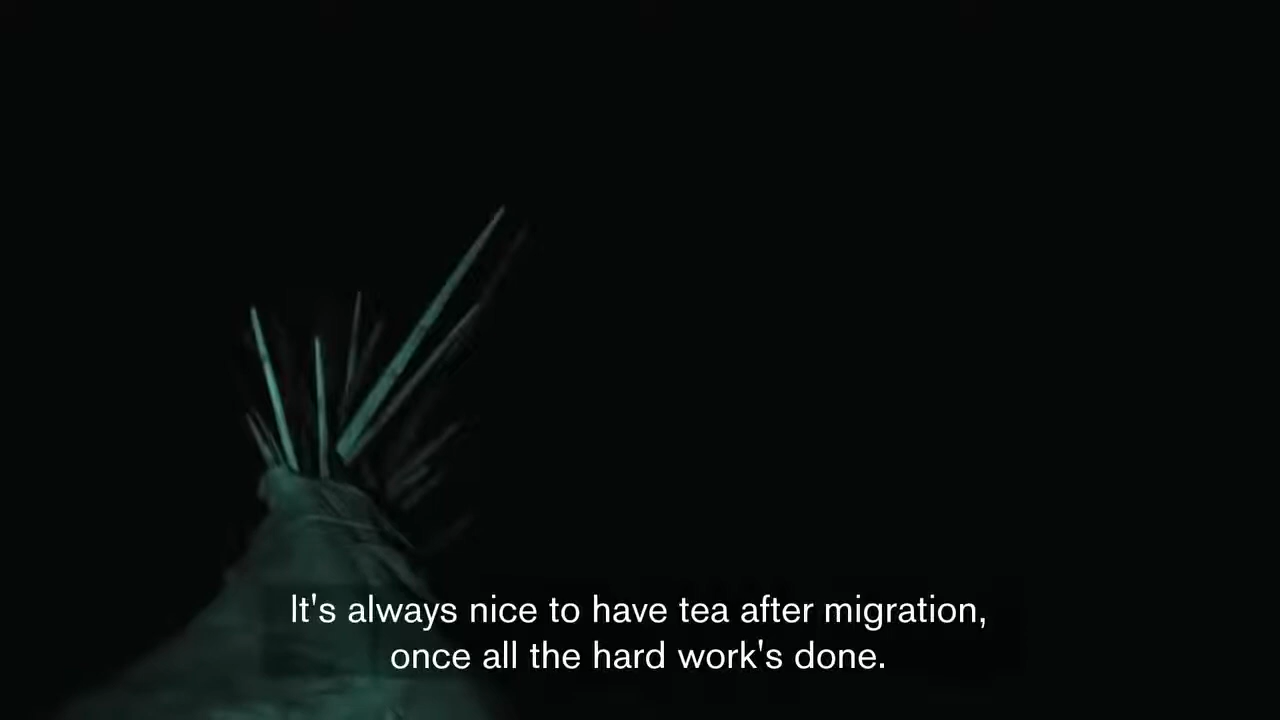 It's always nice to have tea after migration,
once all the hard work's done.